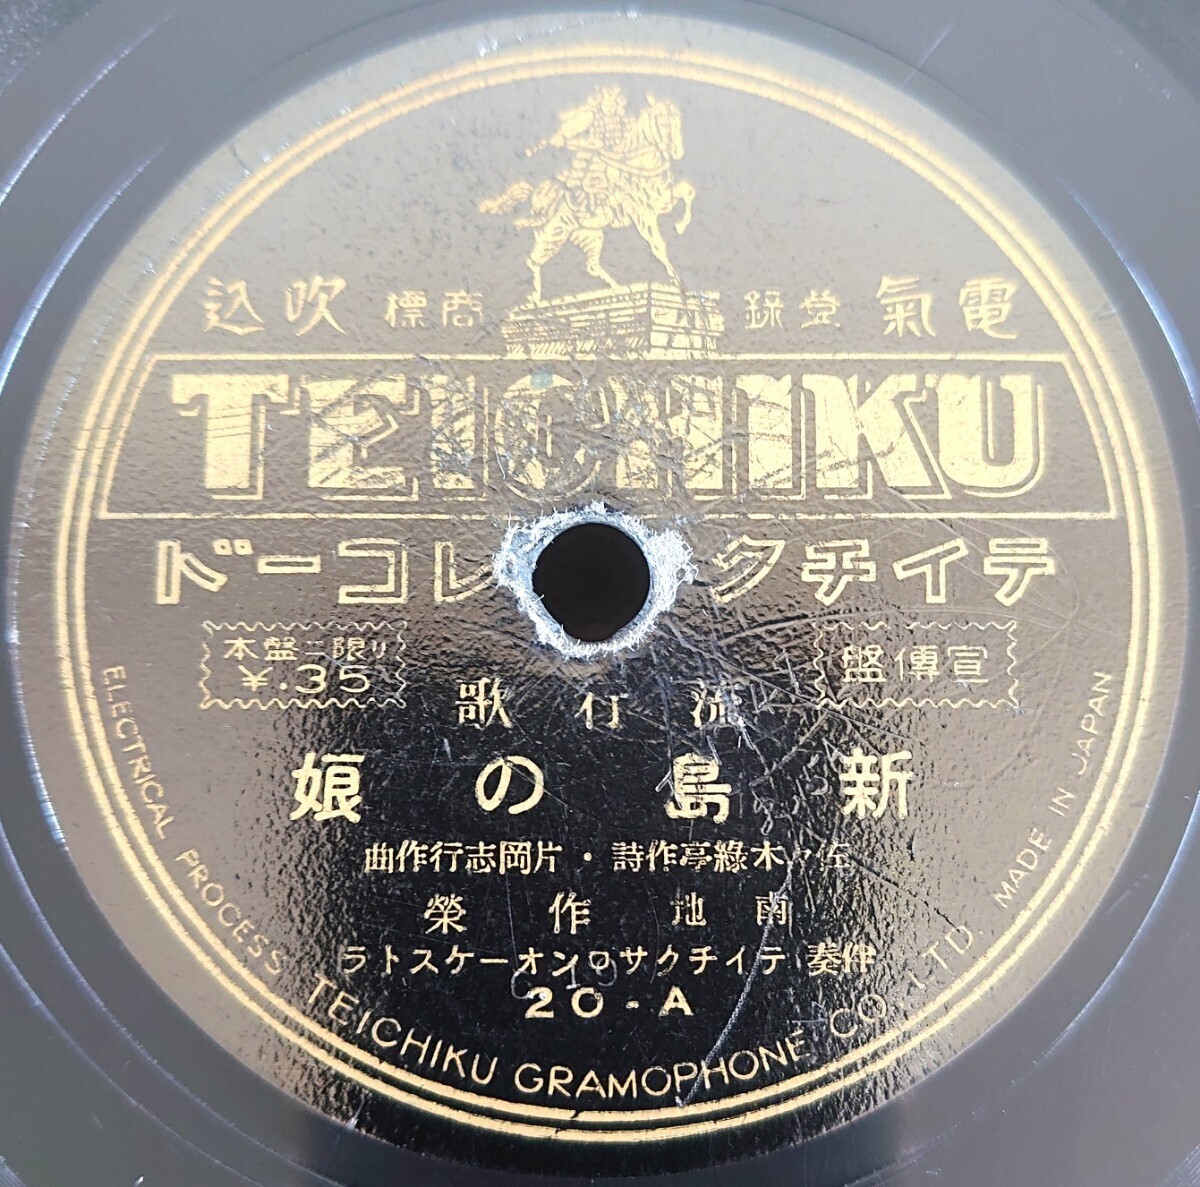 電氣 登錄 商標 吹込
TEICHIKU
テイチクレコード
宣傳盤
本盤ニ限リ
¥.35
流行歌
新島の娘
佐々木綠亭作詩・片岡志行作曲
南地作榮
伴奏 テイチクサロンオーケストラ
20-A
ELECTRICAL PROCESS TEICHIKU GRAMOPHONE CO., LTD. MADE IN JAPAN